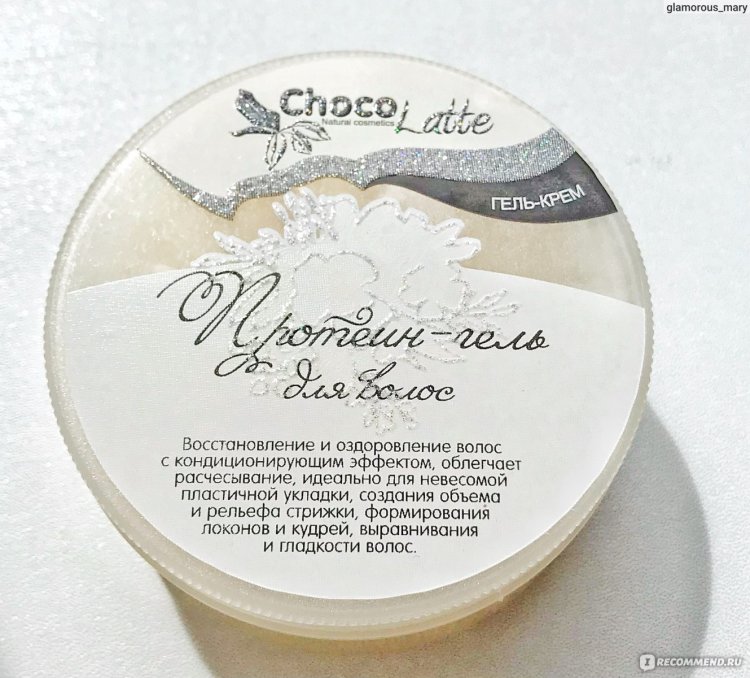 glamorous_mary
Choco Latte
Natural cosmetics
ГЕЛЬ-КРЕМ
Протеин-гель
для волос
Восстановление и оздоровление волос
с кондиционирующим эффектом, облегчает
расчесывание, идеально для невесомой
пластичной укладки, создания объема
и рельефа стрижки, формирования
локонов и кудрей, выравнивания
и гладкости волос.
IRECOMMEND.RU